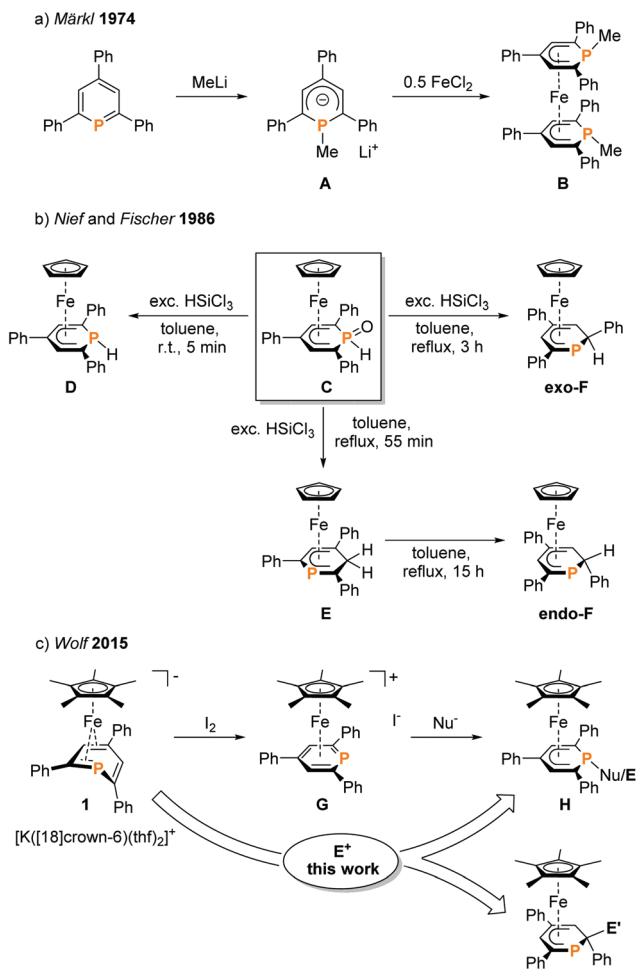 a) Märkl 1974
Ph
Ph P Ph
MeLi
Ph
Ph P Ph
⊖
Me Li⁺
A
0.5 FeCl₂
Ph
P Me
Ph
Ph
Fe
Ph
Ph
P Me
Ph
B
b) Nief and Fischer 1986
Fe
Ph
Ph P H
Ph
D
exc. HSiCl₃
toluene,
r.t., 5 min
Fe
Ph
O
Ph P H
Ph
C
exc. HSiCl₃
toluene,
reflux, 3 h
Fe
Ph
Ph
Ph P H
exo-F
exc. HSiCl₃
toluene,
reflux, 55 min
Fe
Ph
Ph H
P H
Ph
E
toluene,
reflux, 15 h
Fe
Ph
H
Ph P Ph
endo-F
c) Wolf 2015
-
Fe
Ph
Ph P
Ph
1
[K([18]crown-6)(thf)₂]⁺
I₂
+
Fe
Ph
Ph P
Ph
G
I⁻
Nu⁻
Fe
Ph
Ph P
Nu/E
Ph
H
E⁺
this work
Fe
Ph
E'
Ph P Ph